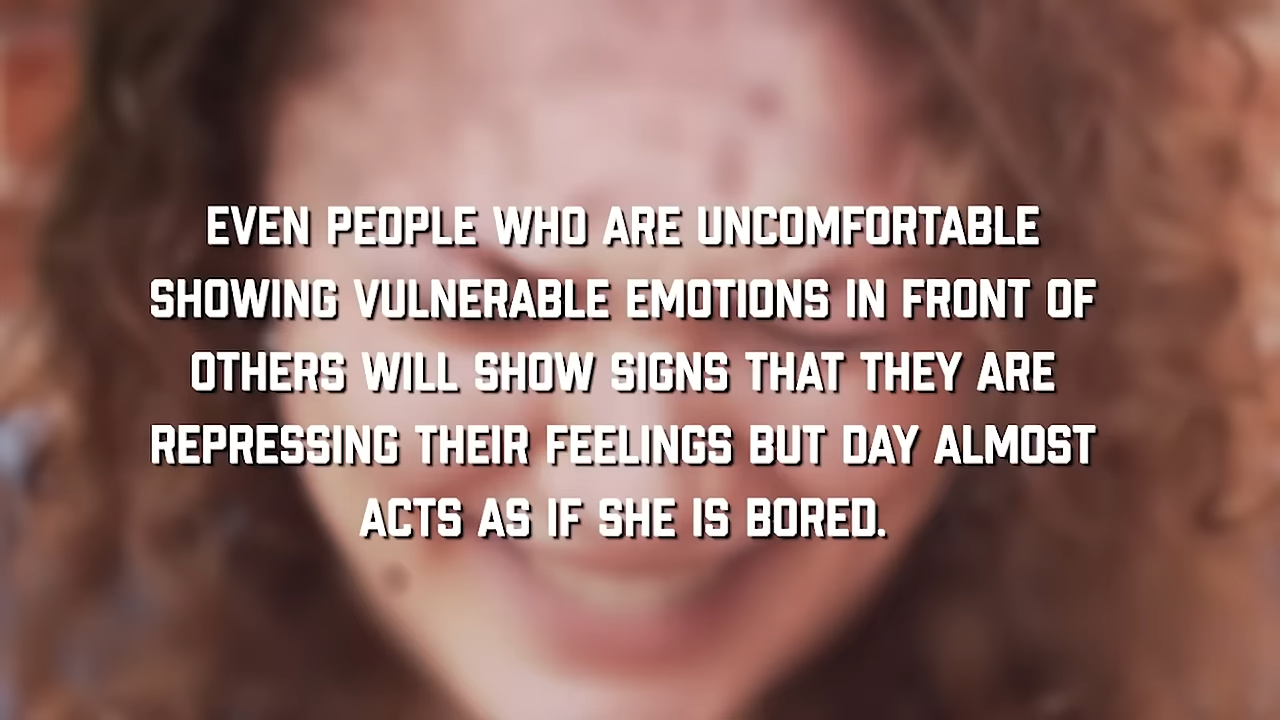 EVEN PEOPLE WHO ARE UNCOMFORTABLE
SHOWING VULNERABLE EMOTIONS IN FRONT OF
OTHERS WILL SHOW SIGNS THAT THEY ARE
REPRESSING THEIR FEELINGS BUT DAY ALMOST
ACTS AS IF SHE IS BORED.